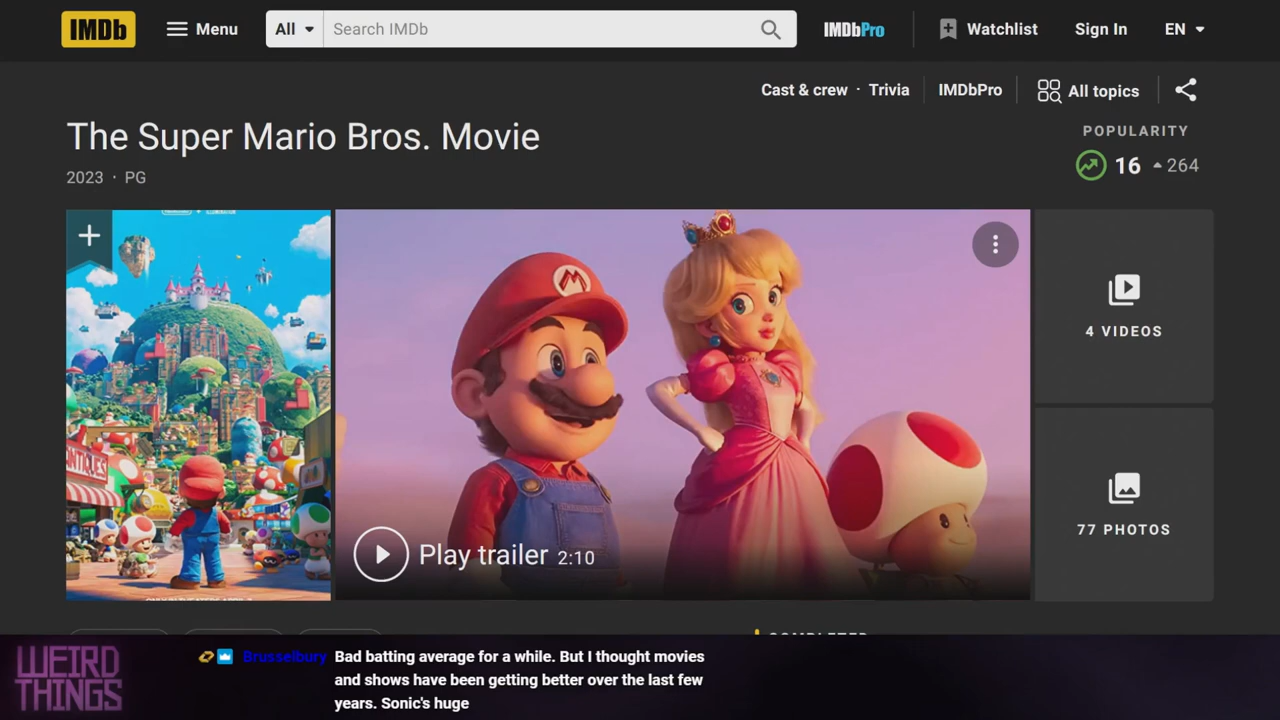 IMDb
Menu
All
Search IMDb
IMDbPro
Watchlist
Sign In
EN
Cast & crew · Trivia
IMDbPro
All topics
The Super Mario Bros. Movie
2023 · PG
POPULARITY
16
264
M
ANTIQUES
4 VIDEOS
77 PHOTOS
Play trailer 2:10
COMPLETED
WEIRD
THINGS
Brusselbury
Bad batting average for a while. But I thought movies
and shows have been getting better over the last few
years. Sonic's huge